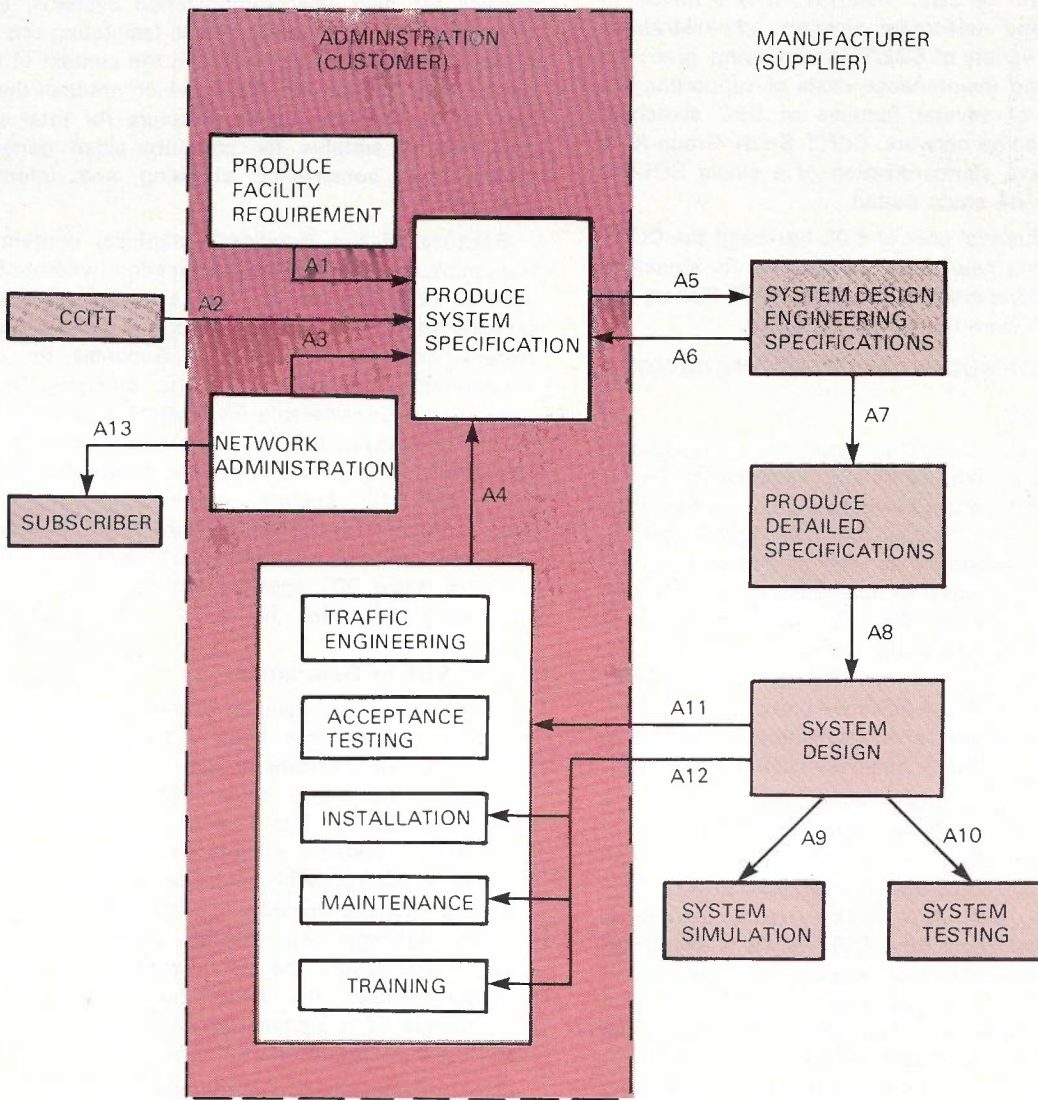 ADMINISTRATION
(CUSTOMER)
MANUFACTURER
(SUPPLIER)
PRODUCE
FACILITY
REQUIREMENT
A1
CCITT
A2
A3
PRODUCE
SYSTEM
SPECIFICATION
A5
A6
SYSTEM DESIGN
ENGINEERING
SPECIFICATIONS
A7
A13
NETWORK
ADMINISTRATION
SUBSCRIBER
A4
PRODUCE
DETAILED
SPECIFICATIONS
A8
TRAFFIC
ENGINEERING
ACCEPTANCE
TESTING
INSTALLATION
MAINTENANCE
TRAINING
A11
A12
SYSTEM
DESIGN
A9
A10
SYSTEM
SIMULATION
SYSTEM
TESTING